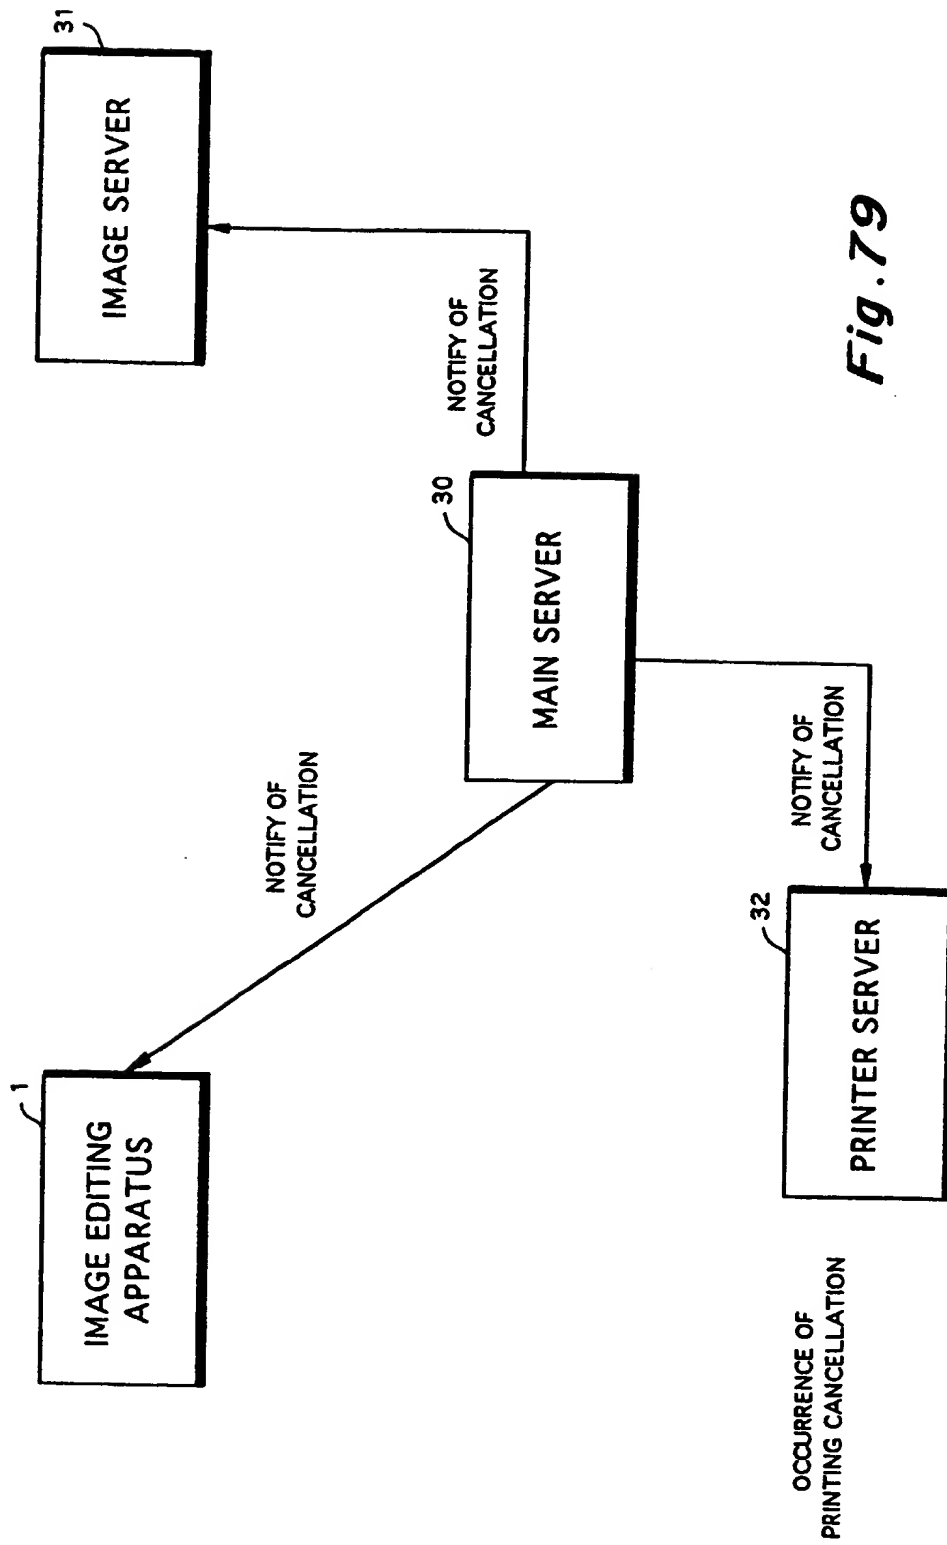 1
IMAGE EDITING
APPARATUS
31
IMAGE SERVER
NOTIFY OF
CANCELLATION
NOTIFY OF
CANCELLATION
30
MAIN SERVER
NOTIFY OF
CANCELLATION
32
PRINTER SERVER
OCCURRENCE OF
PRINTING CANCELLATION
Fig.79